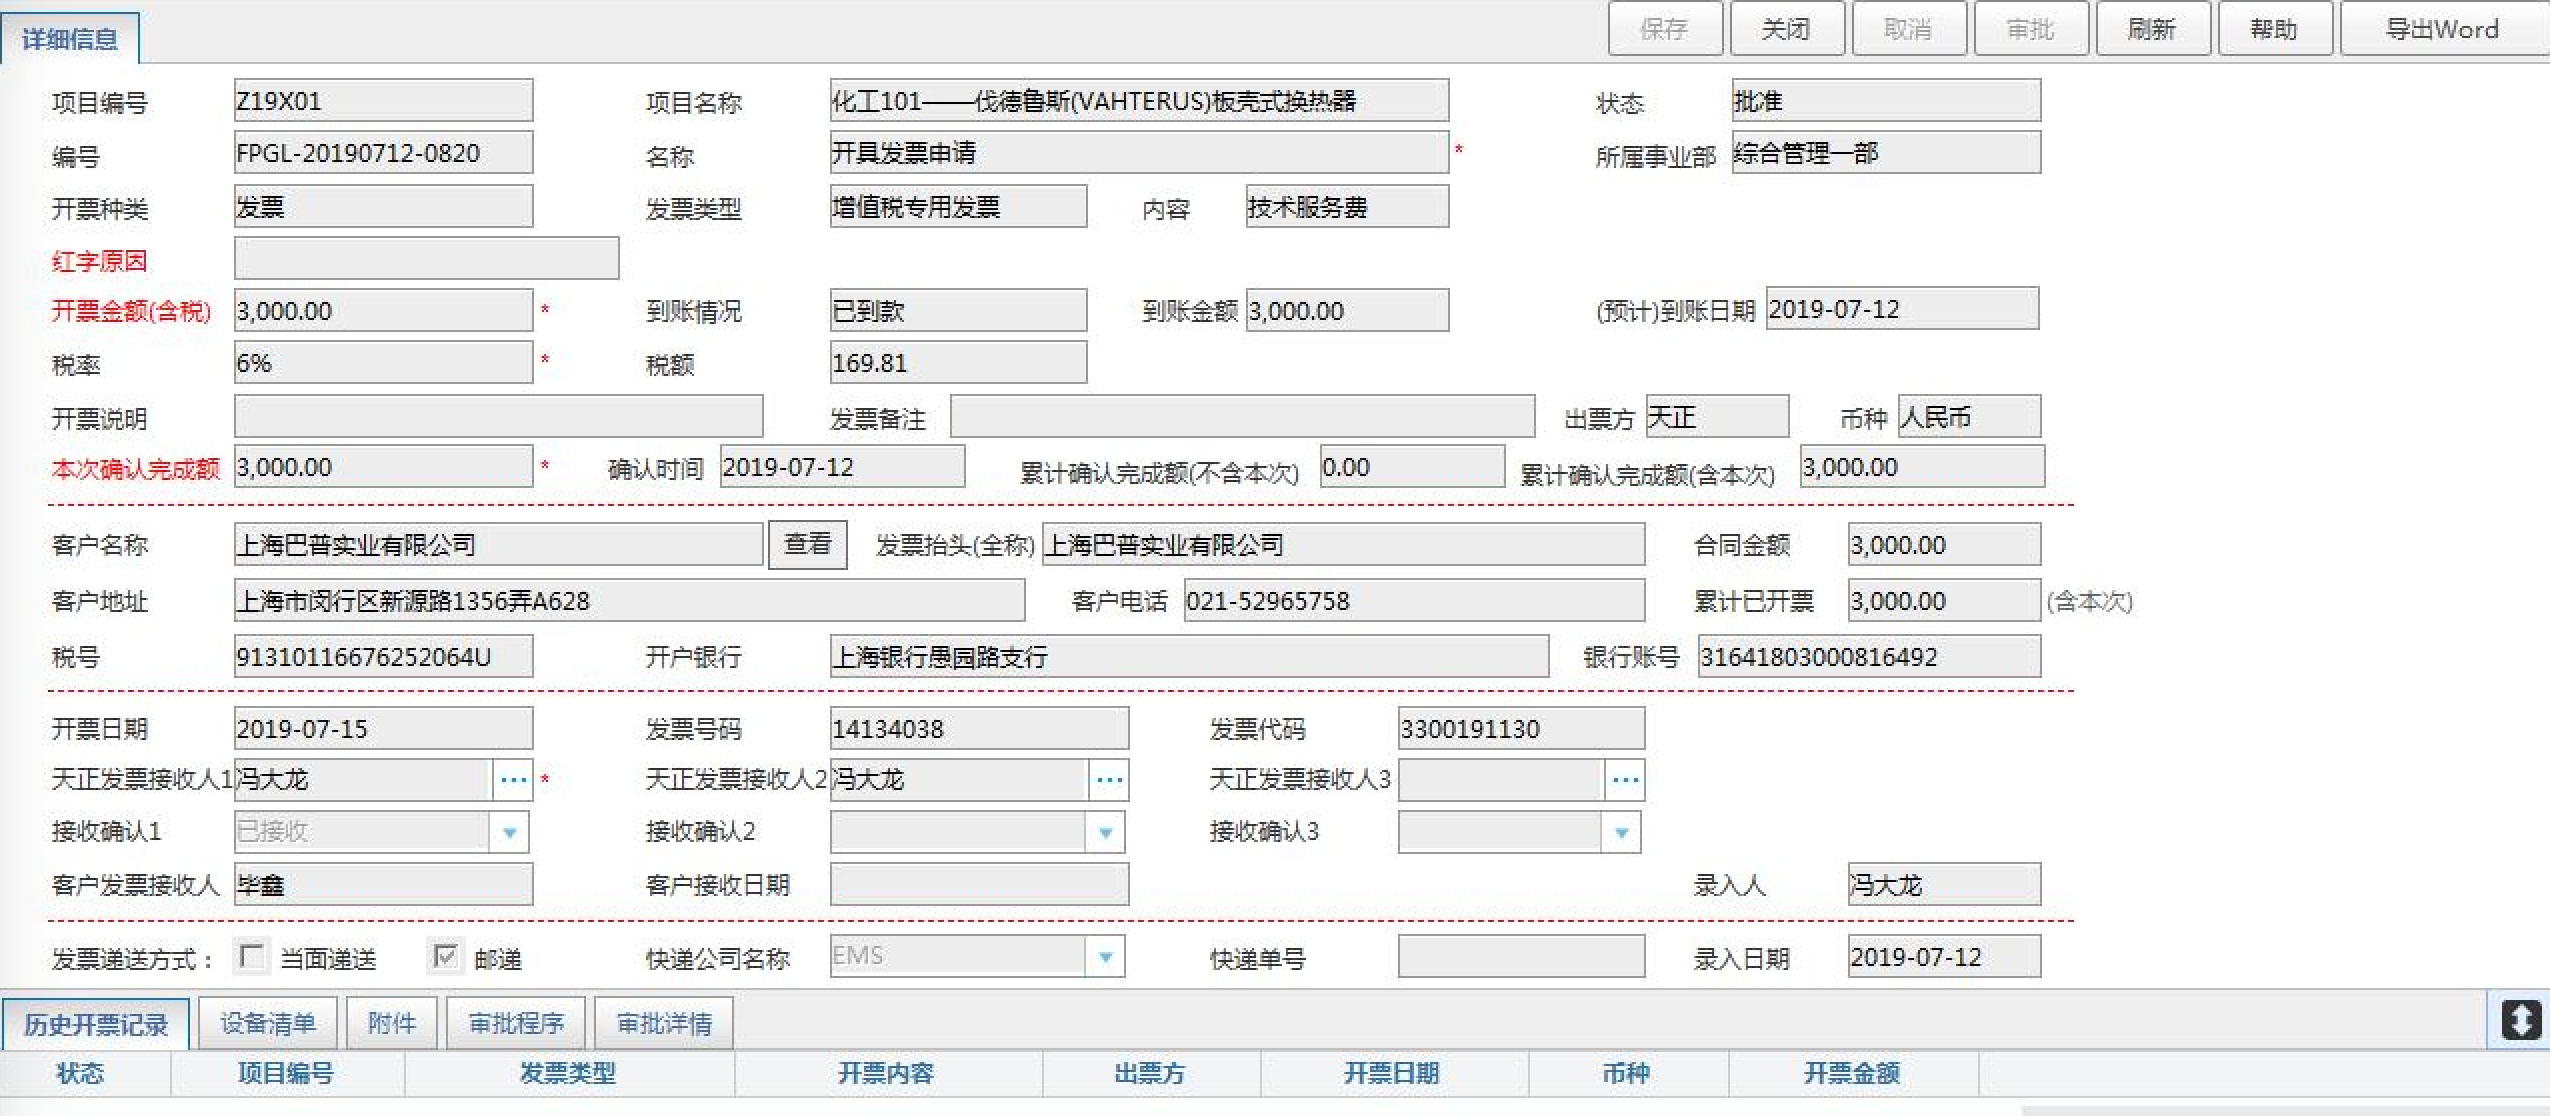 详细信息 保存 关闭 取消 审批 刷新 帮助 导出Word
项目编号 Z19X01 项目名称 化工101——伐德鲁斯(VAHTERUS)板壳式换热器 状态 批准
编号 FPGL-20190712-0820 名称 开具发票申请 * 所属事业部 综合管理一部
开票种类 发票 发票类型 增值税专用发票 内容 技术服务费
红字原因
开票金额(含税) 3,000.00 * 到账情况 已到款 到账金额 3,000.00 (预计)到账日期 2019-07-12
税率 6% * 税额 169.81
开票说明 发票备注 出票方 天正 币种 人民币
本次确认完成额 3,000.00 * 确认时间 2019-07-12 累计确认完成额(不含本次) 0.00 累计确认完成额(含本次) 3,000.00
客户名称 上海巴普实业有限公司 查看 发票抬头(全称) 上海巴普实业有限公司 合同金额 3,000.00
客户地址 上海市闵行区新源路1356弄A628 客户电话 021-52965758 累计已开票 3,000.00 (含本次)
税号 91310116676252064U 开户银行 上海银行愚园路支行 银行账号 31641803000816492
开票日期 2019-07-15 发票号码 14134038 发票代码 3300191130
天正发票接收人1 冯大龙 ... * 天正发票接收人2 冯大龙 ... 天正发票接收人3 ...
接收确认1 已接收 接收确认2 接收确认3
客户发票接收人 毕鑫 客户接收日期 录入人 冯大龙
发票递送方式： 当面递送 邮递 快递公司名称 EMS 快递单号 录入日期 2019-07-12
历史开票记录 设备清单 附件 审批程序 审批详情
状态 项目编号 发票类型 开票内容 出票方 开票日期 币种 开票金额